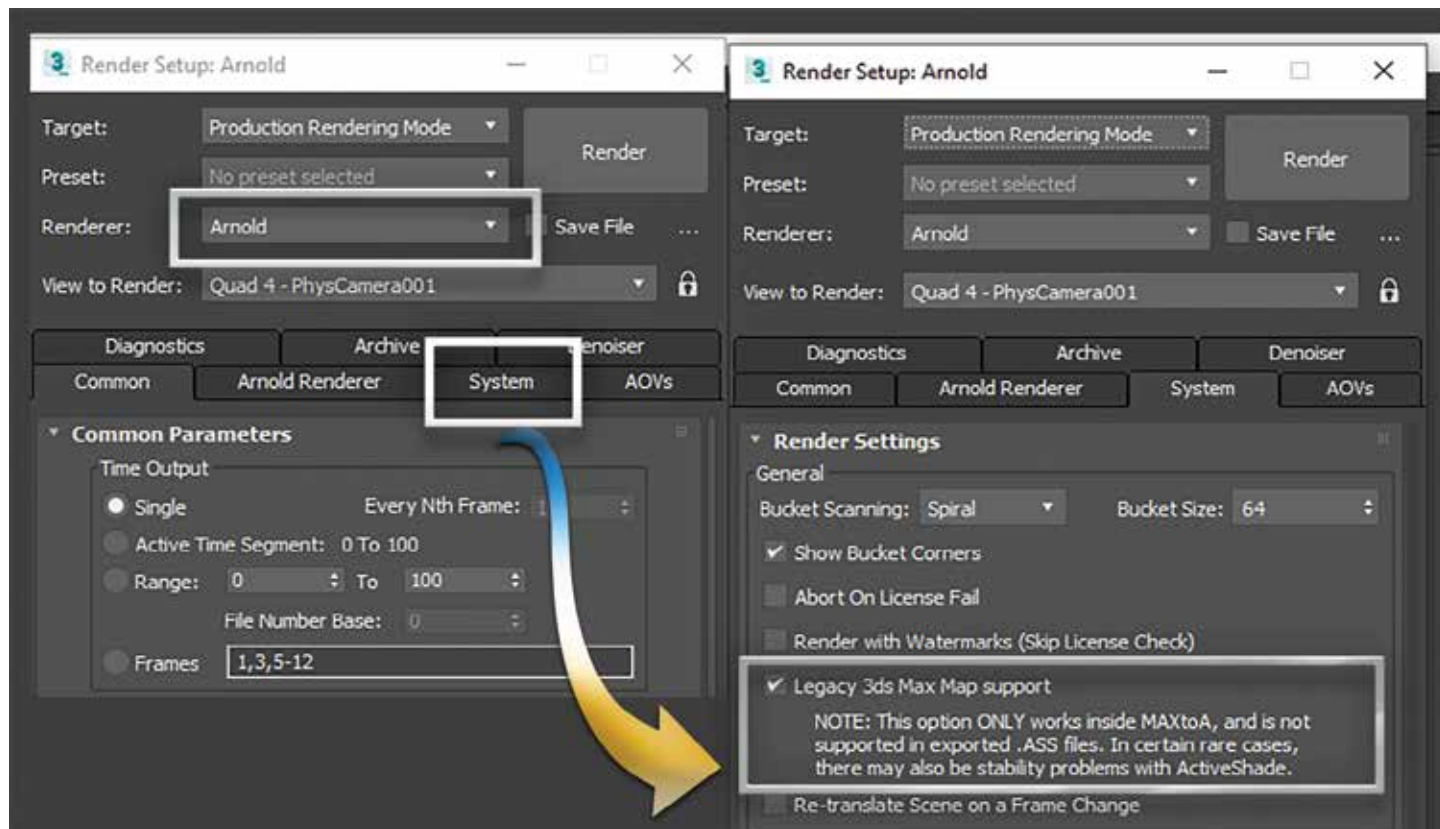 Render Setup: Arnold
Target: Production Rendering Mode
Render
Preset: No preset selected
Renderer: Arnold
Save File ...
View to Render: Quad 4 - PhysCamera001
Diagnostics Archive Denoiser
Common Arnold Renderer System AOVs
Common Parameters
Time Output
Single Every Nth Frame: 1
Active Time Segment: 0 To 100
Range: 0 To 100
File Number Base: 0
Frames 1,3,5-12
Render Setup: Arnold
Target: Production Rendering Mode
Render
Preset: No preset selected
Renderer: Arnold
Save File ...
View to Render: Quad 4 - PhysCamera001
Diagnostics Archive Denoiser
Common Arnold Renderer System AOVs
Render Settings
General
Bucket Scanning: Spiral Bucket Size: 64
Show Bucket Corners
Abort On License Fail
Render with Watermarks (Skip License Check)
Legacy 3ds Max Map support
NOTE: This option ONLY works inside MAXtoA, and is not
supported in exported .ASS files. In certain rare cases,
there may also be stability problems with ActiveShade.
Re-translate Scene on a Frame Change